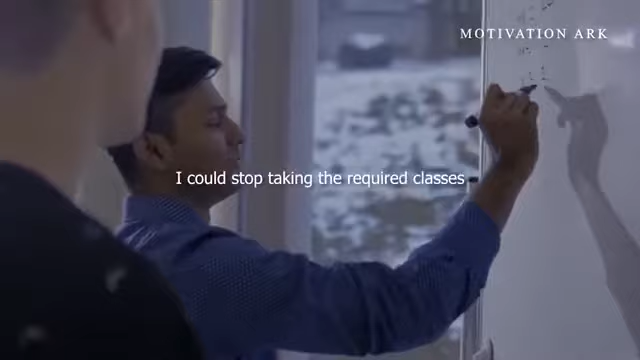 MOTIVATION ARK
I could stop taking the required classes